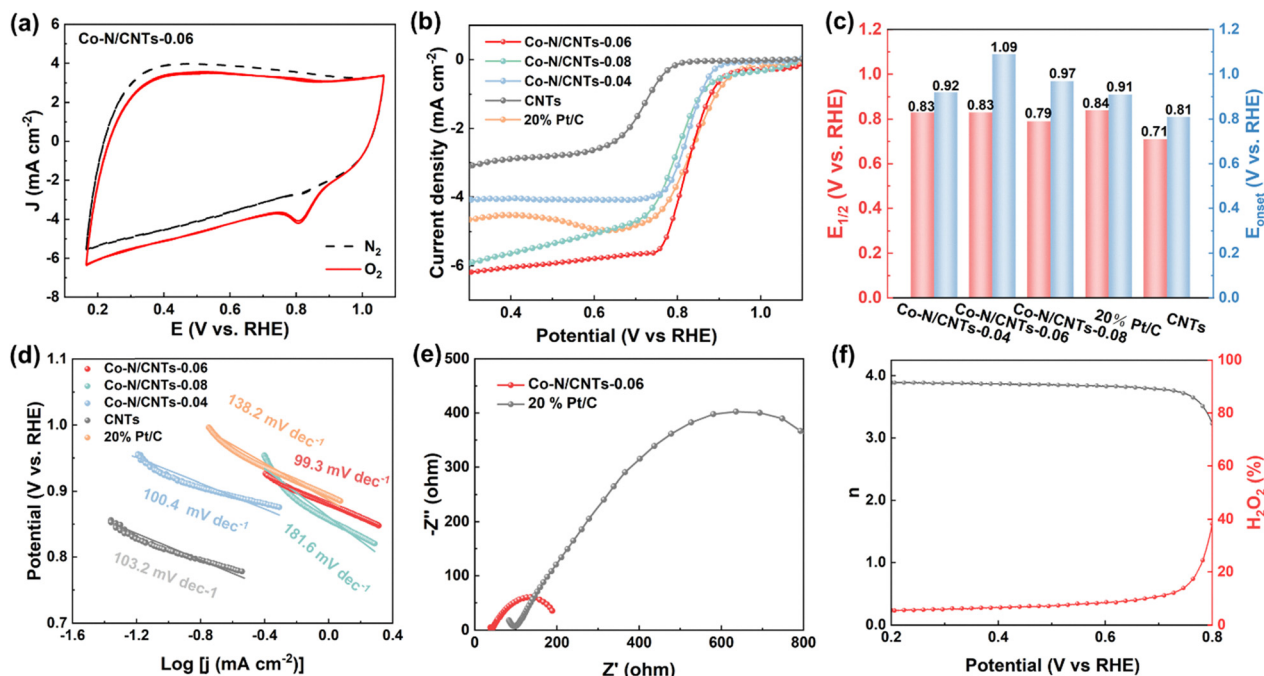 (a)
Co-N/CNTs-0.06
J (mA cm⁻²)
8
6
4
2
0
-2
-4
-6
-8
N₂
O₂
0.2 0.4 0.6 0.8 1.0
E (V vs. RHE)
(b)
Co-N/CNTs-0.06
Co-N/CNTs-0.08
Co-N/CNTs-0.04
CNTs
20% Pt/C
Current density (mA cm⁻²)
0
-2
-4
-6
0.4 0.6 0.8 1.0
Potential (V vs RHE)
(c)
E1/2 (V vs. RHE)
1.2
1.0
0.8
0.6
0.4
0.2
0.0
0.83 0.92
0.83 1.09
0.79 0.97
0.84 0.91
0.71 0.81
1.2
1.0
0.8
0.6
0.4
0.2
0.0
Eonset (V vs. RHE)
Co-N/CNTs-0.04
Co-N/CNTs-0.06
Co-N/CNTs-0.08
20% Pt/C
CNTs
(d)
Co-N/CNTs-0.06
Co-N/CNTs-0.08
Co-N/CNTs-0.04
CNTs
20% Pt/C
Potential (V vs. RHE)
1.1
1.0
0.9
0.8
0.7
138.2 mV dec⁻¹
99.3 mV dec⁻¹
100.4 mV dec⁻¹
181.6 mV dec⁻¹
103.2 mV dec-1
-1.6 -1.2 -0.8 -0.4 0.0 0.4
Log [j (mA cm⁻²)]
(e)
Co-N/CNTs-0.06
20 % Pt/C
-Z'' (ohm)
500
400
300
200
100
0
0 200 400 600 800
Z' (ohm)
(f)
n
4.0
3.0
2.0
1.0
0.0
100
80
60
40
20
0
H₂O₂ (%)
0.2 0.4 0.6 0.8
Potential (V vs RHE)